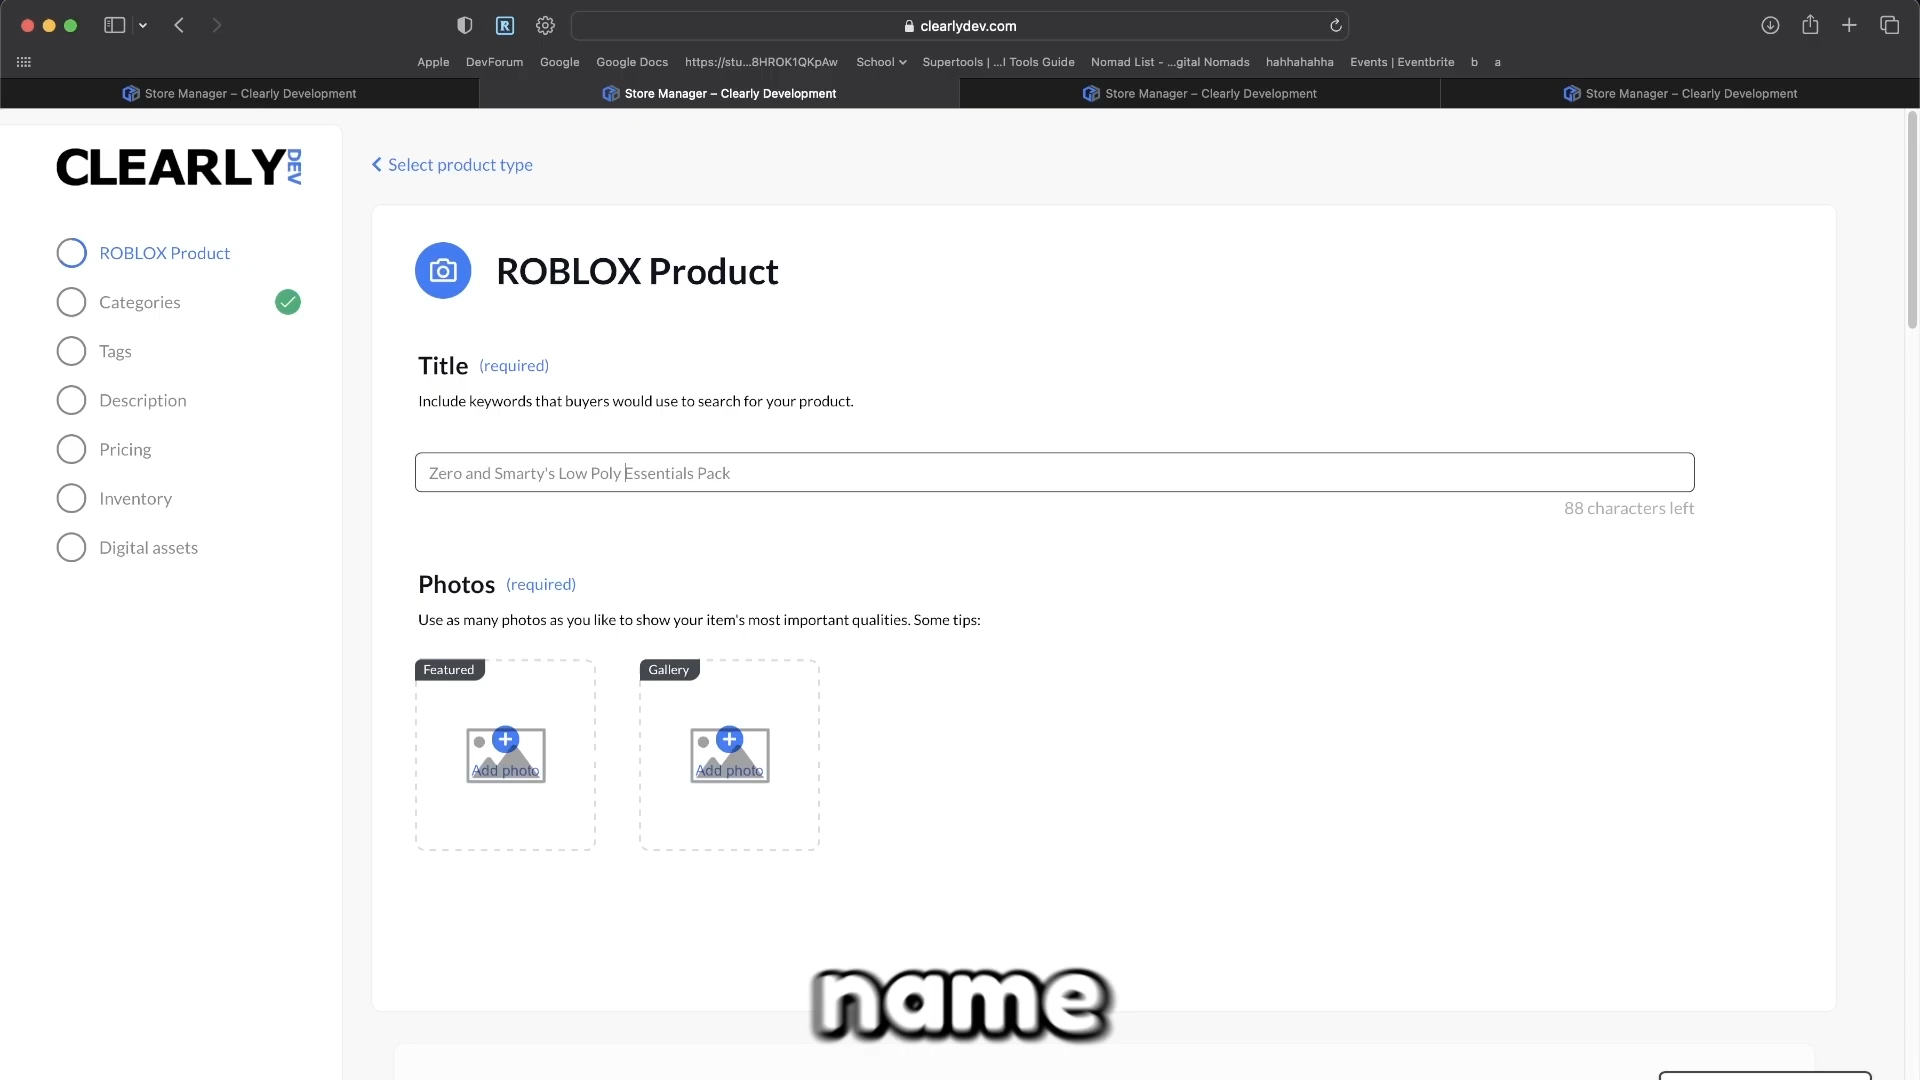 clearlydev.com
Apple DevForum Google Google Docs https://stu...8HROK1QKpAw School Supertools | ...I Tools Guide Nomad List - ...gital Nomads hahhahahha Events | Eventbrite b a
Store Manager – Clearly Development Store Manager – Clearly Development Store Manager – Clearly Development Store Manager – Clearly Development
CLEARLY DEV
ROBLOX Product
Categories
Tags
Description
Pricing
Inventory
Digital assets
Select product type
ROBLOX Product
Title (required)
Include keywords that buyers would use to search for your product.
Zero and Smarty's Low Poly Essentials Pack
88 characters left
Photos (required)
Use as many photos as you like to show your item's most important qualities. Some tips:
Featured Gallery
Add photo Add photo
name